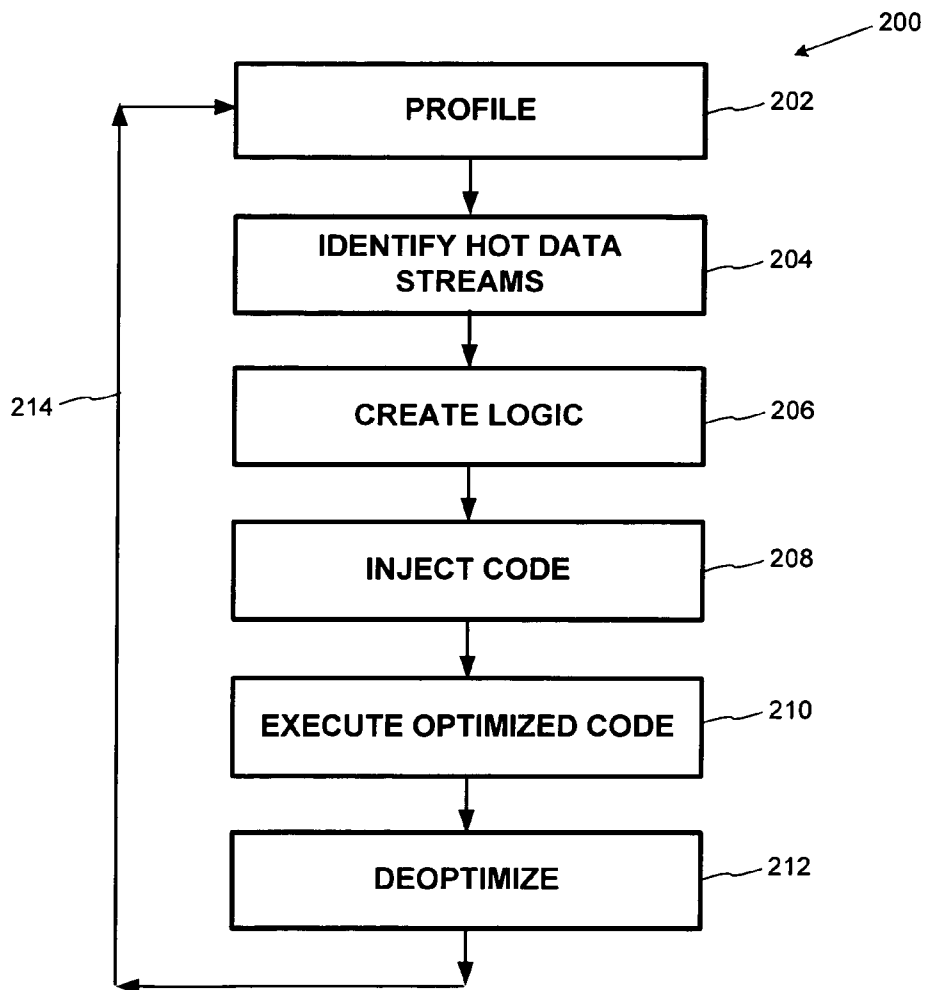 200
PROFILE
202
IDENTIFY HOT DATA
STREAMS
204
CREATE LOGIC
206
214
INJECT CODE
208
EXECUTE OPTIMIZED CODE
210
DEOPTIMIZE
212